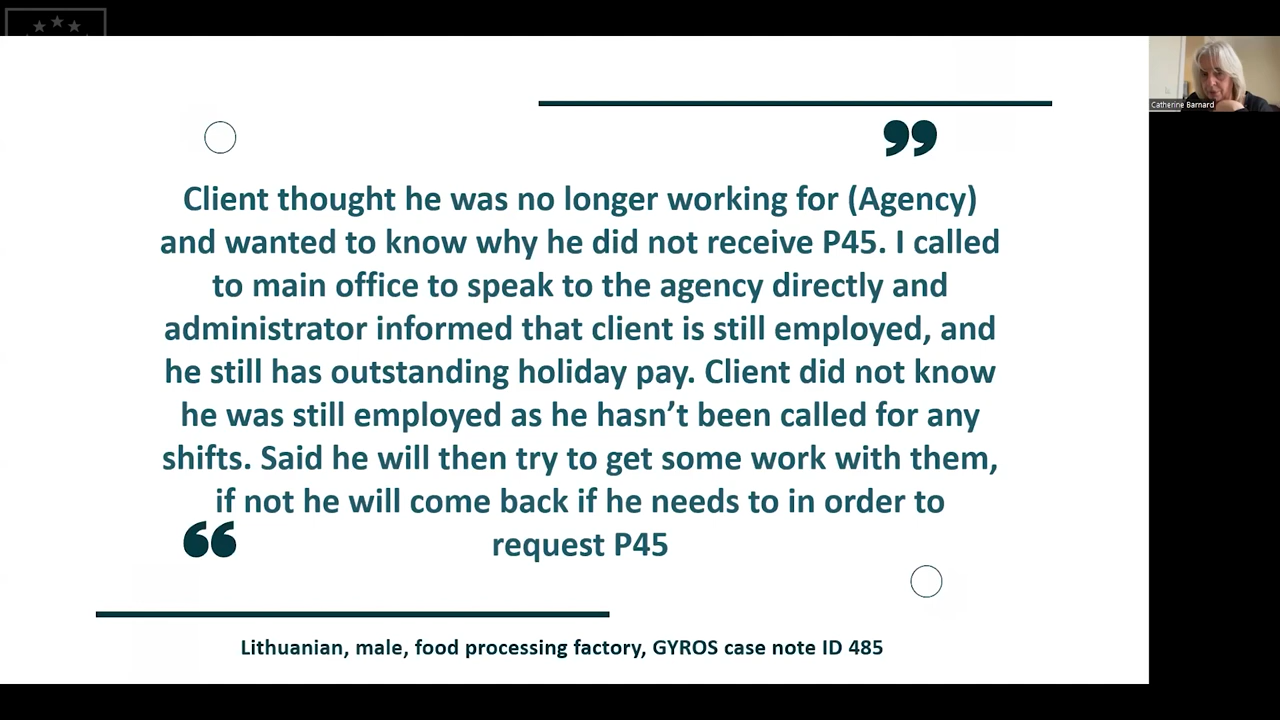 Catherine Barnard
”
Client thought he was no longer working for (Agency)
and wanted to know why he did not receive P45. I called
to main office to speak to the agency directly and
administrator informed that client is still employed, and
he still has outstanding holiday pay. Client did not know
he was still employed as he hasn’t been called for any
shifts. Said he will then try to get some work with them,
if not he will come back if he needs to in order to
request P45
“
Lithuanian, male, food processing factory, GYROS case note ID 485